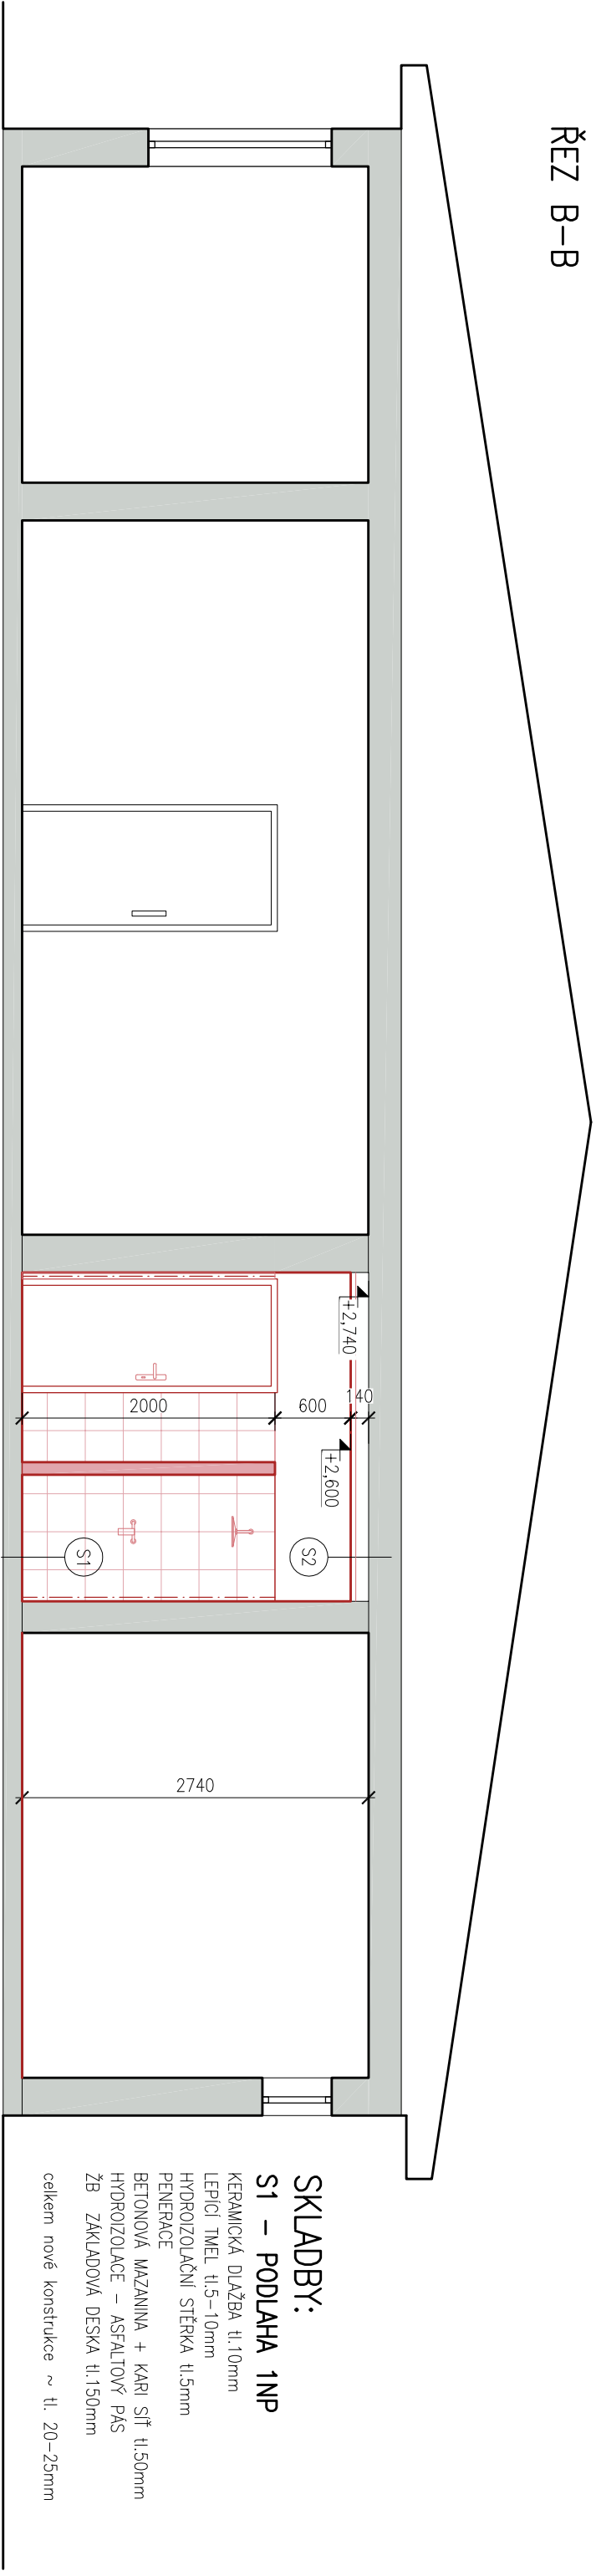 ŘEZ B-B
+2,740
140
600
2000
+2,600
S1
S2
2740
SKLADBY:
S1 - PODLAHA 1NP
KERAMICKÁ DLAŽBA tl.10mm
LEPÍCÍ TMEL tl.5-10mm
HYDROIZOLAČNÍ STĚRKA tl.5mm
PENERACE
BETONOVÁ MAZANINA + KARI SÍŤ tl.50mm
HYDROIZOLACE - ASFALTOVÝ PÁS
ŽB ZÁKLADOVÁ DESKA tl.150mm
celkem nové konstrukce ~ tl. 20-25mm